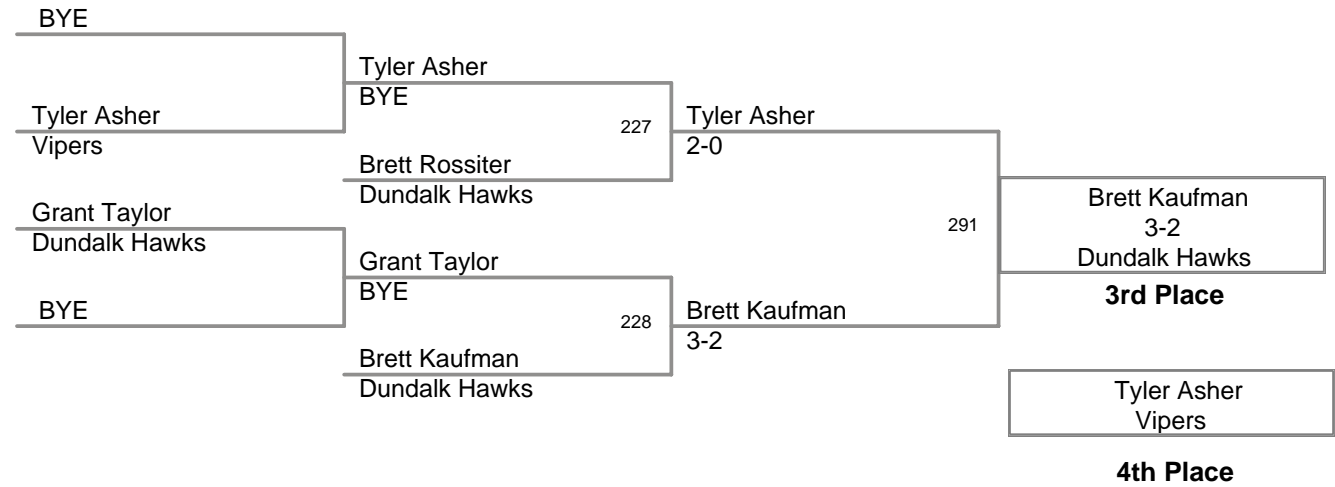 BYE
Tyler Asher
Vipers
Grant Taylor
Dundalk Hawks
BYE
Tyler Asher
BYE
227
Brett Rossiter
Dundalk Hawks
Grant Taylor
BYE
228
Brett Kaufman
Dundalk Hawks
Tyler Asher
2-0
291
Brett Kaufman
3-2
Brett Kaufman
3-2
Dundalk Hawks
3rd Place
Tyler Asher
Vipers
4th Place